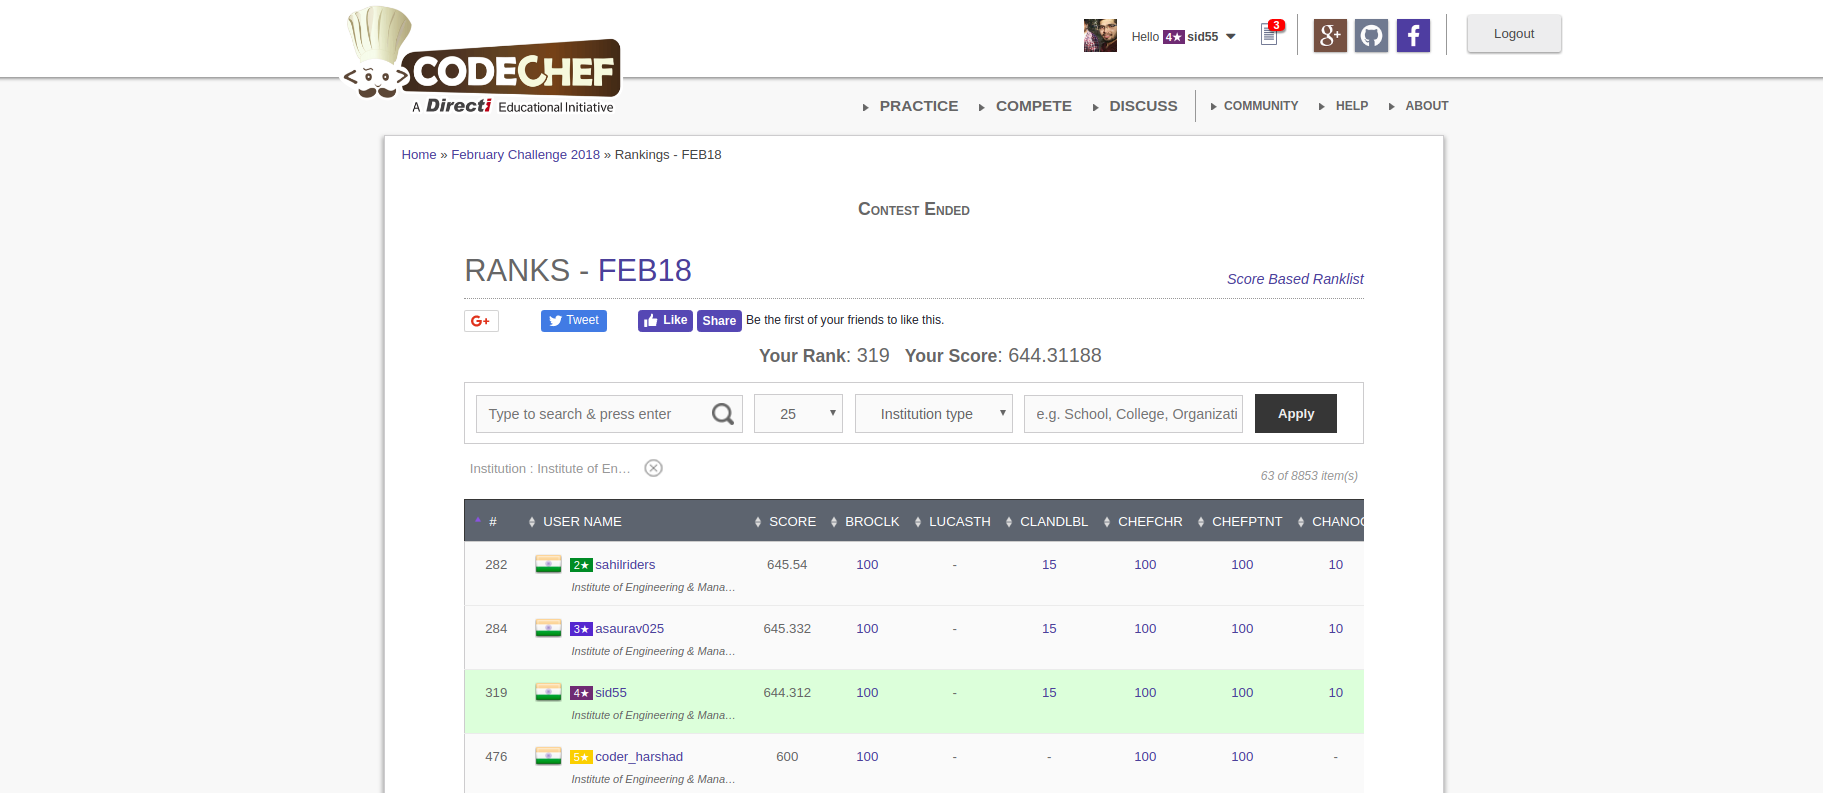 Hello 4★ sid55
3
Logout
CODECHEF
A Directi Educational Initiative
PRACTICE COMPETE DISCUSS COMMUNITY HELP ABOUT
Home » February Challenge 2018 » Rankings - FEB18
Contest Ended
RANKS - FEB18
Score Based Ranklist
G+ Tweet Like Share Be the first of your friends to like this.
Your Rank: 319 Your Score: 644.31188
Type to search & press enter 25 Institution type e.g. School, College, Organizati Apply
Institution : Institute of En…
63 of 8853 item(s)
# USER NAME SCORE BROCLK LUCASTH CLANDLBL CHEFCHR CHEFPTNT CHANO
282 2★ sahilriders 645.54 100 - 15 100 100 10
Institute of Engineering & Mana…
284 3★ asaurav025 645.332 100 - 15 100 100 10
Institute of Engineering & Mana…
319 4★ sid55 644.312 100 - 15 100 100 10
Institute of Engineering & Mana…
476 5★ coder_harshad 600 100 - - 100 100 -
Institute of Engineering & Mana…